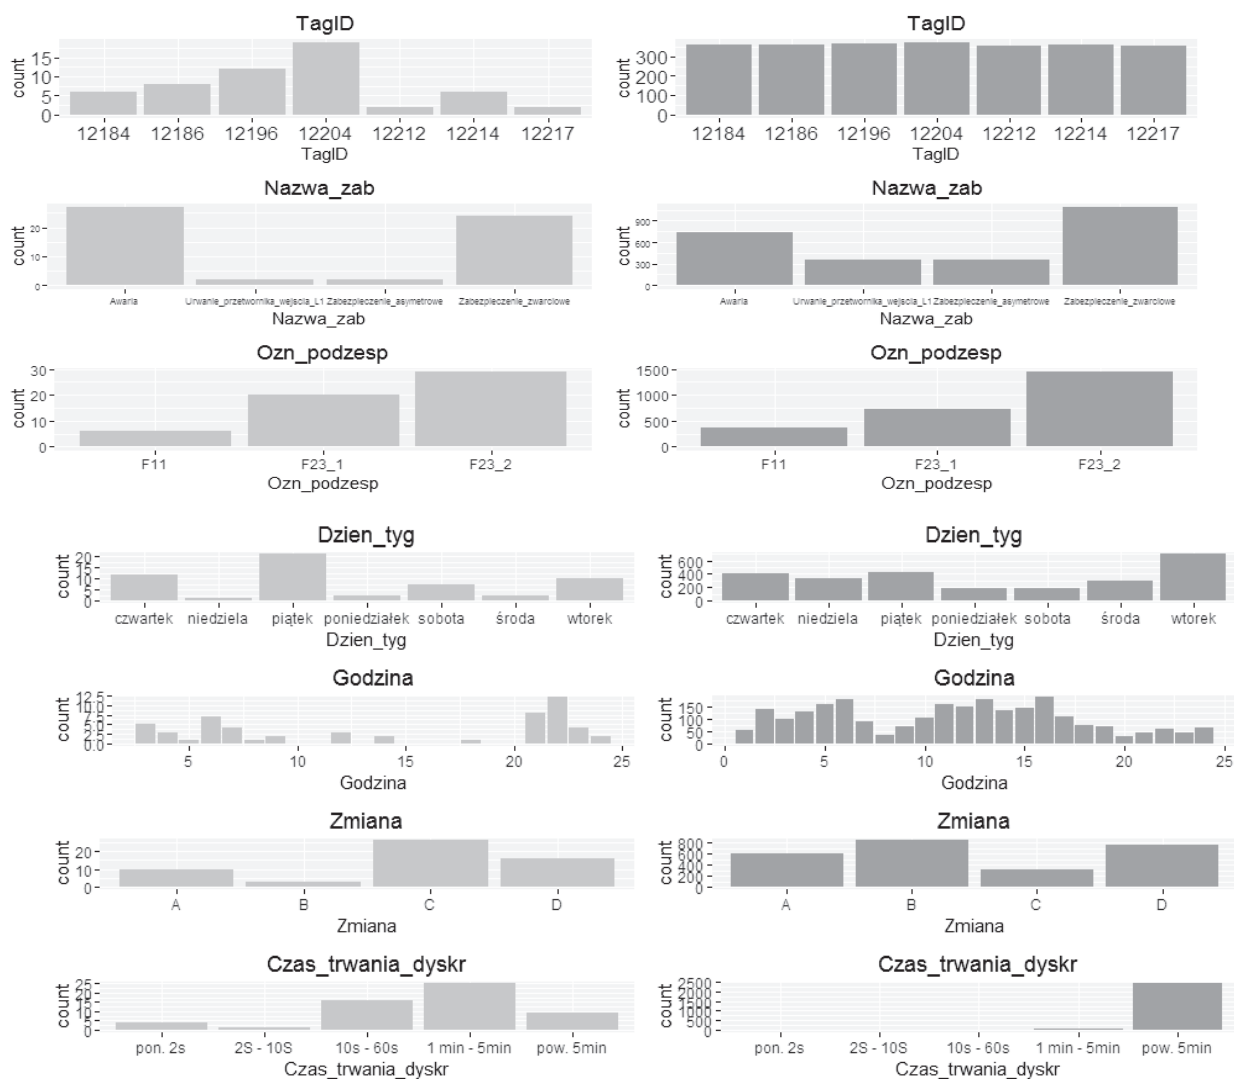 TagID
count
15
10
5
0
12184 12186 12196 12204 12212 12214 12217
TagID
TagID
count
300
200
100
0
12184 12186 12196 12204 12212 12214 12217
TagID
Nazwa_zab
count
20
10
0
Awaria Urwanie_przetwornika_wejscia_L1 Zabezpieczenie_asymetrowe Zabezpieczenie_zwarciowe
Nazwa_zab
Nazwa_zab
count
900
600
300
0
Awaria Urwanie_przetwornika_wejscia_L1 Zabezpieczenie_asymetrowe Zabezpieczenie_zwarciowe
Nazwa_zab
Ozn_podzesp
count
30
20
10
0
F11 F23_1 F23_2
Ozn_podzesp
Ozn_podzesp
count
1500
1000
500
0
F11 F23_1 F23_2
Ozn_podzesp
Dzien_tyg
count
20
15
10
5
0
czwartek niedziela piątek poniedziałek sobota środa wtorek
Dzien_tyg
Dzien_tyg
count
600
400
200
0
czwartek niedziela piątek poniedziałek sobota środa wtorek
Dzien_tyg
Godzina
count
12.5
10.0
7.5
5.0
2.5
0.0
5 10 15 20 25
Godzina
Godzina
count
150
100
50
0
0 5 10 15 20 25
Godzina
Zmiana
count
20
10
0
A B C D
Zmiana
Zmiana
count
800
600
400
200
0
A B C D
Zmiana
Czas_trwania_dyskr
count
25
20
15
10
5
0
pon. 2s 2S - 10S 10s - 60s 1 min - 5min pow. 5min
Czas_trwania_dyskr
Czas_trwania_dyskr
count
2500
2000
1500
1000
500
0
pon. 2s 2S - 10S 10s - 60s 1 min - 5min pow. 5min
Czas_trwania_dyskr